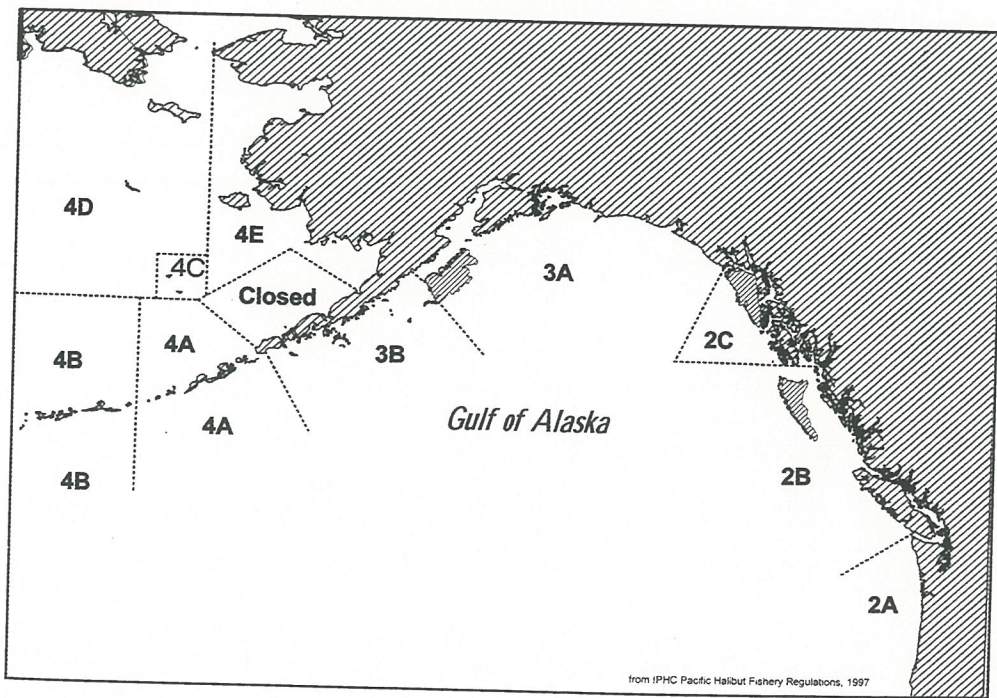 4D
4E
4C
Closed
3A
4B
4A
3B
2C
4A
Gulf of Alaska
4B
2B
2A
from IPHC Pacific Halibut Fishery Regulations, 1997